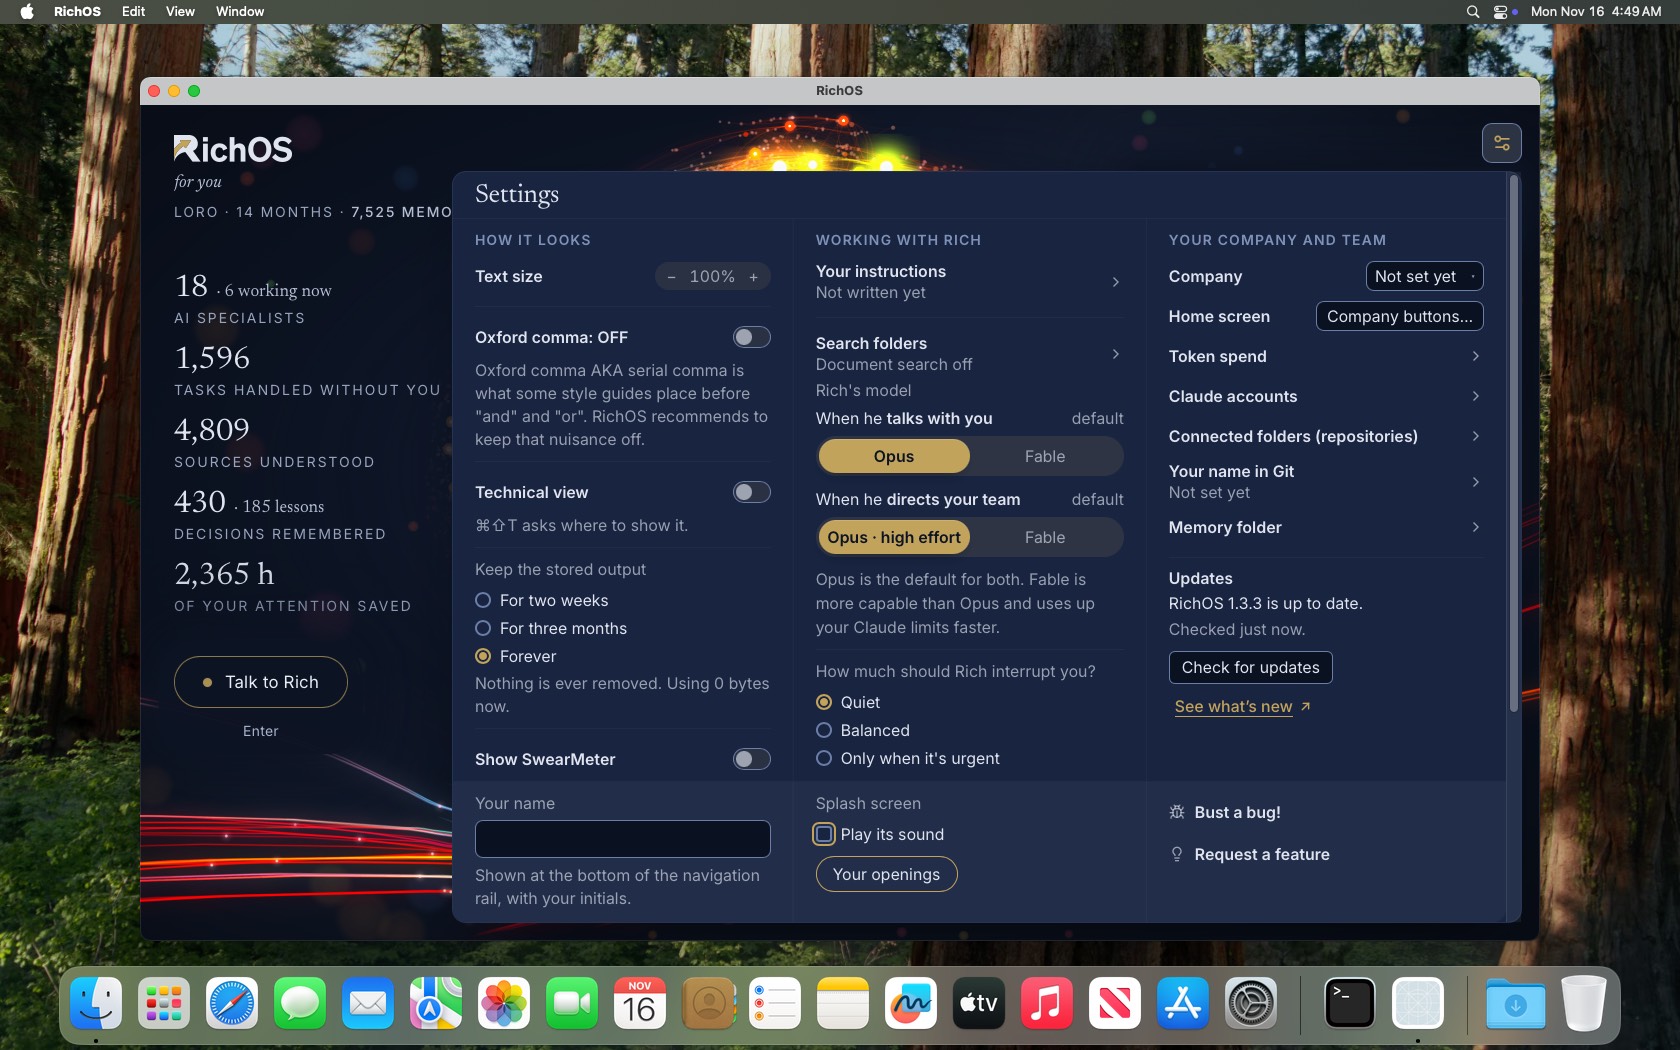 RichOS Edit View Window
Mon Nov 16 4:49 AM
RichOS
RichOS
for you
LORO · 14 MONTHS · 7,525 MEMO
18 · 6 working now
AI SPECIALISTS
1,596
TASKS HANDLED WITHOUT YOU
4,809
SOURCES UNDERSTOOD
430 · 185 lessons
DECISIONS REMEMBERED
2,365 h
OF YOUR ATTENTION SAVED
Talk to Rich
Enter
Settings
HOW IT LOOKS
Text size
− 100% +
Oxford comma: OFF
Oxford comma AKA serial comma is
what some style guides place before
"and" and "or". RichOS recommends to
keep that nuisance off.
Technical view
⌘⇧T asks where to show it.
Keep the stored output
For two weeks
For three months
Forever
Nothing is ever removed. Using 0 bytes
now.
Show SwearMeter
Your name
Shown at the bottom of the navigation
rail, with your initials.
WORKING WITH RICH
Your instructions
Not written yet
Search folders
Document search off
Rich's model
When he talks with you default
Opus Fable
When he directs your team default
Opus · high effort Fable
Opus is the default for both. Fable is
more capable than Opus and uses up
your Claude limits faster.
How much should Rich interrupt you?
Quiet
Balanced
Only when it's urgent
Splash screen
Play its sound
Your openings
YOUR COMPANY AND TEAM
Company Not set yet
Home screen Company buttons...
Token spend
Claude accounts
Connected folders (repositories)
Your name in Git
Not set yet
Memory folder
Updates
RichOS 1.3.3 is up to date.
Checked just now.
Check for updates
See what's new ↗
Bust a bug!
Request a feature
NOV
16
tv
>_